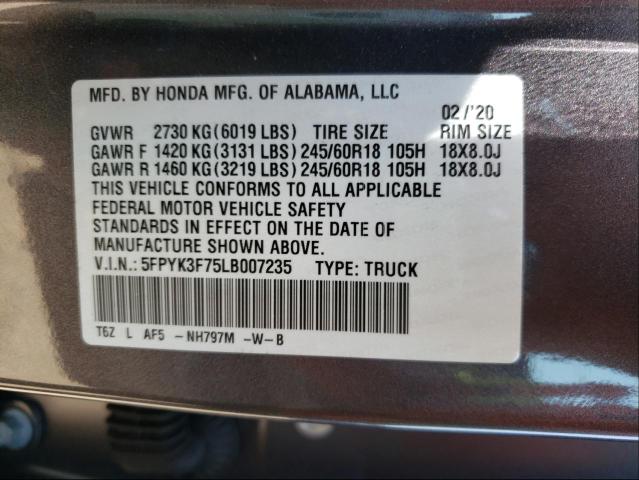 MFD. BY HONDA MFG. OF ALABAMA, LLC
02/'20
GVWR 2730 KG(6019 LBS) TIRE SIZE RIM SIZE
GAWR F 1420 KG(3131 LBS) 245/60R18 105H 18X8.0J
GAWR R 1460 KG(3219 LBS) 245/60R18 105H 18X8.0J
THIS VEHICLE CONFORMS TO ALL APPLICABLE
FEDERAL MOTOR VEHICLE SAFETY
STANDARDS IN EFFECT ON THE DATE OF
MANUFACTURE SHOWN ABOVE.
V.I.N.: 5FPYK3F75LB007235 TYPE: TRUCK
T6Z L AF5 -NH797M -W-B